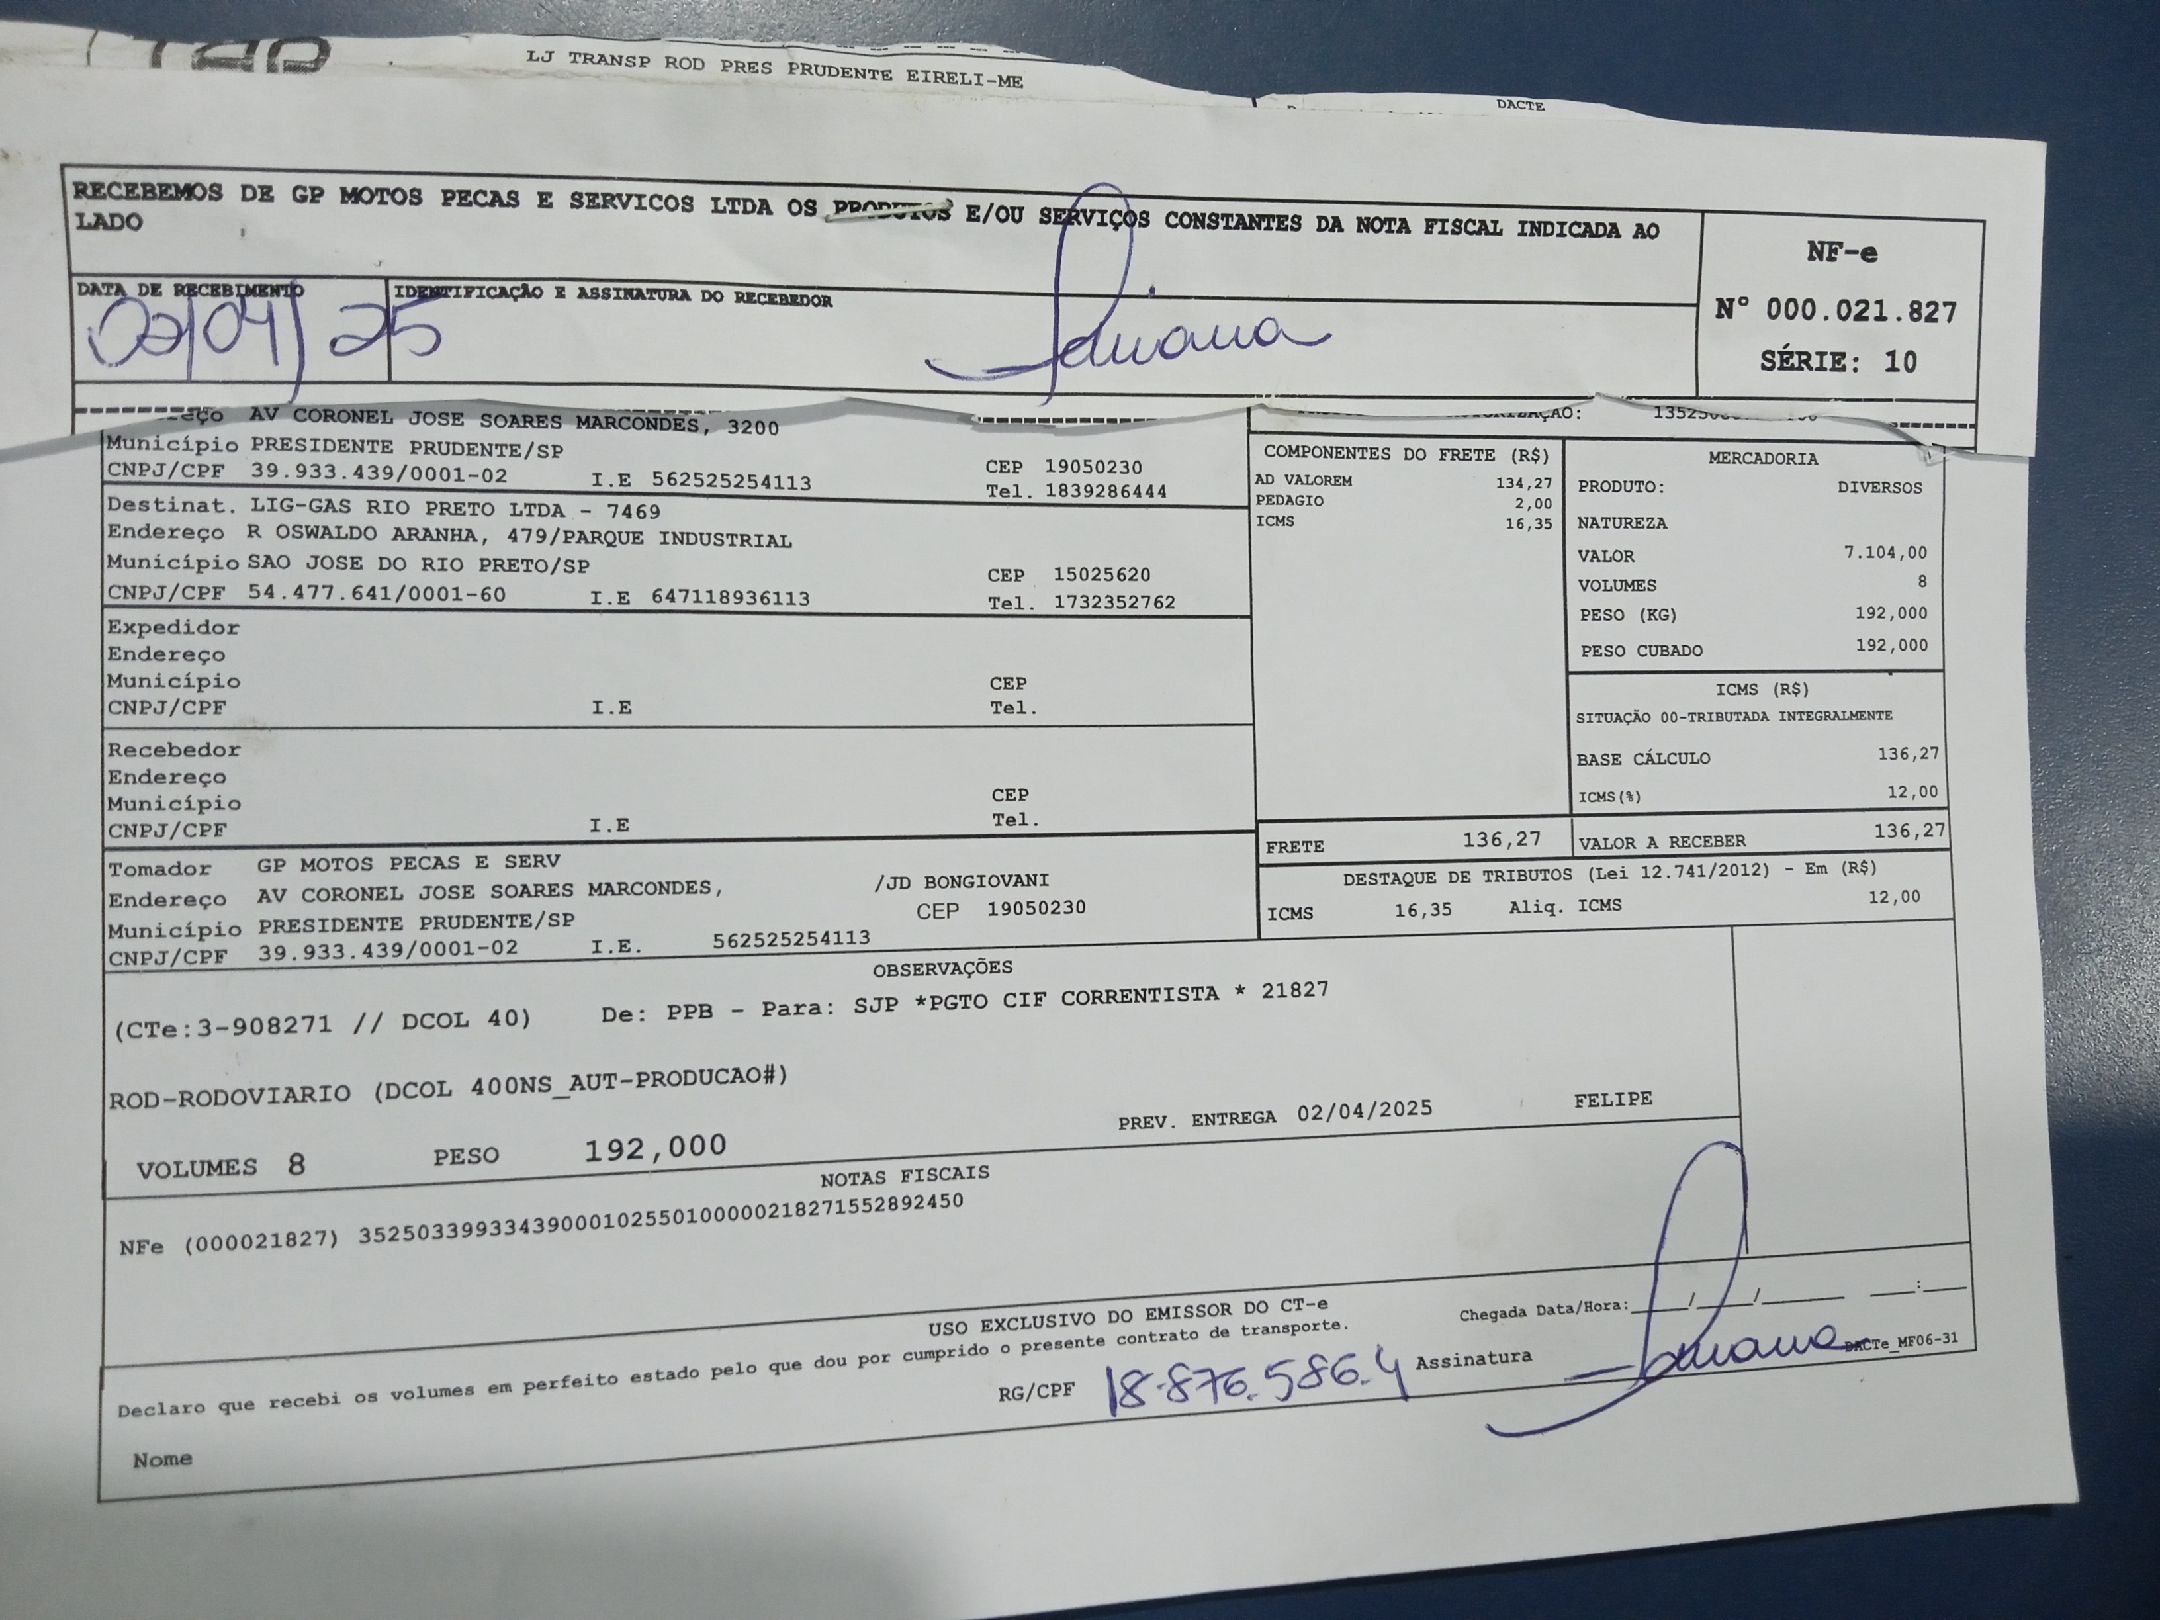 LJ TRANSP ROD PRES PRUDENTE EIRELI-ME
DACTE
RECEBEMOS DE GP MOTOS PECAS E SERVICOS LTDA OS PRODUTOS E/OU SERVIÇOS CONSTANTES DA NOTA FISCAL INDICADA AO
LADO
NF-e
Nº 000.021.827
SÉRIE: 10
DATA DE RECEBIMENTO
IDENTIFICAÇÃO E ASSINATURA DO RECEBEDOR
02/04/25
AV CORONEL JOSE SOARES MARCONDES, 3200
Município PRESIDENTE PRUDENTE/SP
CEP 19050230
CNPJ/CPF 39.933.439/0001-02 I.E 562525254113
Tel. 1839286444
Destinat. LIG-GAS RIO PRETO LTDA - 7469
Endereço R OSWALDO ARANHA, 479/PARQUE INDUSTRIAL
Município SAO JOSE DO RIO PRETO/SP
CEP 15025620
CNPJ/CPF 54.477.641/0001-60 I.E 647118936113
Tel. 1732352762
Expedidor
Endereço
Município CEP
CNPJ/CPF I.E Tel.
Recebedor
Endereço
Município CEP
CNPJ/CPF I.E Tel.
Tomador GP MOTOS PECAS E SERV
Endereço AV CORONEL JOSE SOARES MARCONDES, /JD BONGIOVANI
Município PRESIDENTE PRUDENTE/SP CEP 19050230
CNPJ/CPF 39.933.439/0001-02 I.E. 562525254113
COMPONENTES DO FRETE (R$)
AD VALOREM 134,27
PEDAGIO 2,00
ICMS 16,35
MERCADORIA
PRODUTO: DIVERSOS
NATUREZA
VALOR 7.104,00
VOLUMES 8
PESO (KG) 192,000
PESO CUBADO 192,000
ICMS (R$)
SITUAÇÃO 00-TRIBUTADA INTEGRALMENTE
BASE CÁLCULO 136,27
ICMS(%) 12,00
FRETE 136,27 VALOR A RECEBER 136,27
DESTAQUE DE TRIBUTOS (Lei 12.741/2012) - Em (R$)
ICMS 16,35 Aliq. ICMS 12,00
OBSERVAÇÕES
(CTe:3-908271 // DCOL 40) De: PPB - Para: SJP *PGTO CIF CORRENTISTA * 21827
ROD-RODOVIARIO (DCOL 400NS_AUT-PRODUCAO#)
PREV. ENTREGA 02/04/2025 FELIPE
VOLUMES 8 PESO 192,000
NOTAS FISCAIS
NFe (000021827) 35250339933439000102550100000218271552892450
USO EXCLUSIVO DO EMISSOR DO CT-e
Chegada Data/Hora:_____/_____/________ ____:____
Declaro que recebi os volumes em perfeito estado pelo que dou por cumprido o presente contrato de transporte.
DACTe_MF06-31
Nome
RG/CPF 18.876.586.4 Assinatura